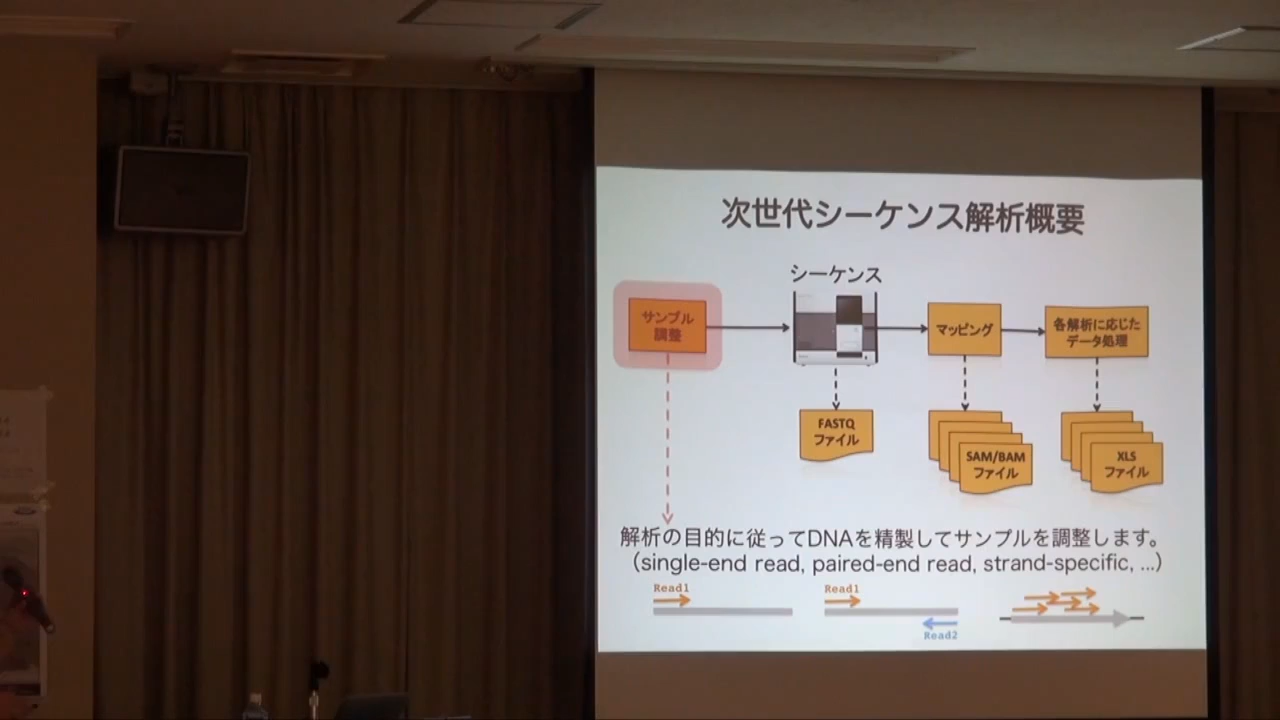 次世代シーケンス解析概要
シーケンス
サンプル
調整
マッピング
各解析に応じた
データ処理
FASTQ
ファイル
SAM/BAM
ファイル
XLS
ファイル
解析の目的に従ってDNAを精製してサンプルを調整します。
(single-end read, paired-end read, strand-specific, ...)
Read1
Read1
Read2